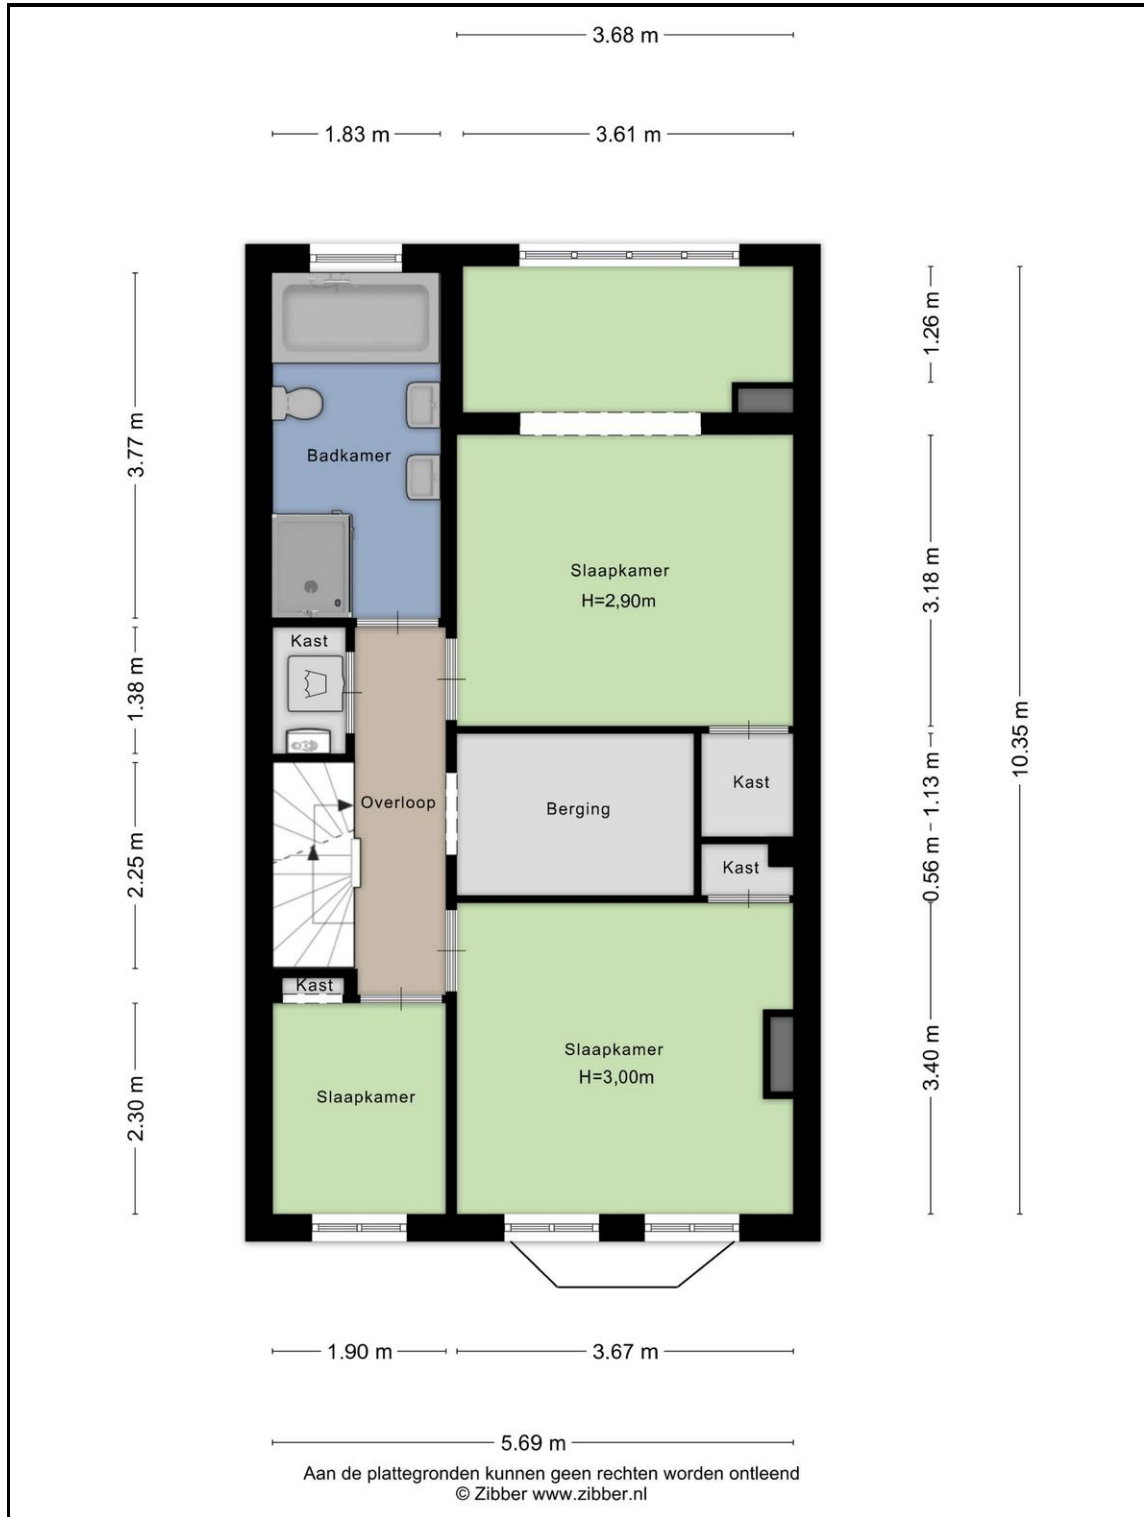 3.68 m
1.83 m
3.61 m
1.26 m
3.77 m
Badkamer
3.18 m
Slaapkamer
H=2,90m
Kast
1.38 m
10.35 m
Kast
1.13 m
Overloop
Berging
2.25 m
Kast
0.56 m
Kast
3.40 m
Slaapkamer
H=3,00m
Slaapkamer
2.30 m
1.90 m
3.67 m
5.69 m
Aan de plattegronden kunnen geen rechten worden ontleend
© Zibber www.zibber.nl